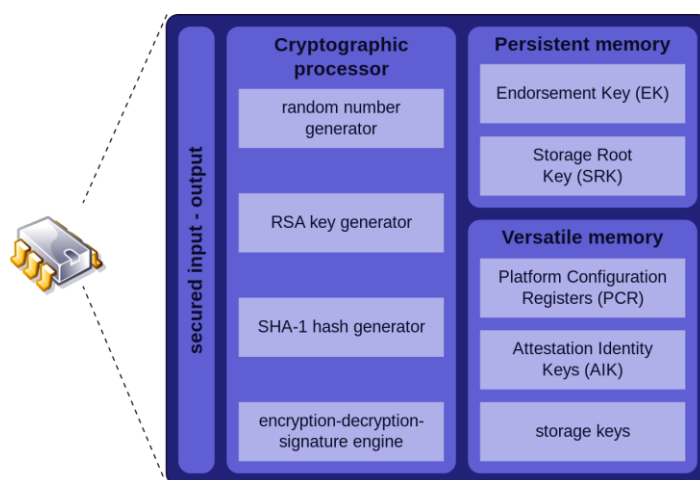 secured input - output
Cryptographic
processor
random number
generator
RSA key generator
SHA-1 hash generator
encryption-decryption-
signature engine
Persistent memory
Endorsement Key (EK)
Storage Root
Key (SRK)
Versatile memory
Platform Configuration
Registers (PCR)
Attestation Identity
Keys (AIK)
storage keys